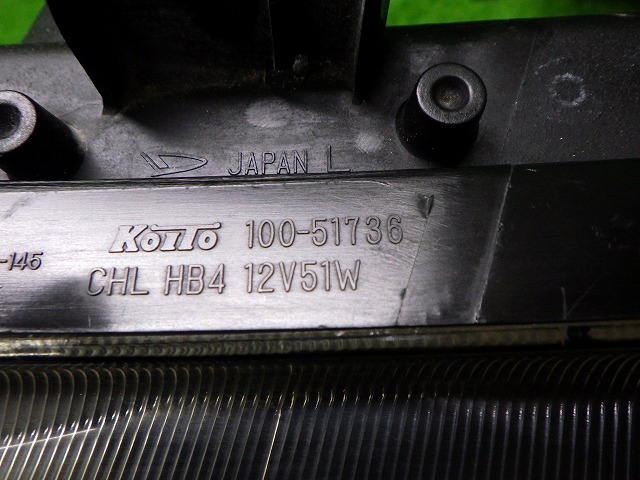 JAPAN L
KOITO 100-51736
-145
CHL HB4 12V51W